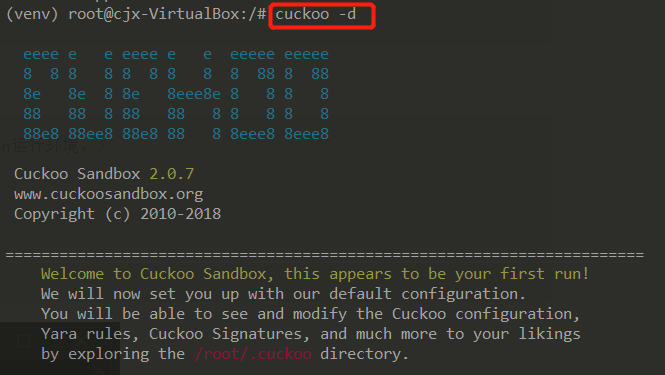 (venv) root@cjx-VirtualBox:/# cuckoo -d
eeee e   e eeee e   e  e   e eeeee eeeee
8  8 8   8 8  8 8   8  8   8 8  88 8  88
8e   8e  8 8e   8eee8e 8   8 8   8
88   88  8 88   88   8 8   8 8   8
88e8 88ee8 88e8 88   8 8eee8 8eee8
Cuckoo Sandbox 2.0.7
www.cuckoosandbox.org
Copyright (c) 2010-2018
=======================================================================
Welcome to Cuckoo Sandbox, this appears to be your first run!
We will now set you up with our default configuration.
You will be able to see and modify the Cuckoo configuration,
Yara rules, Cuckoo Signatures, and much more to your likings
by exploring the /root/.cuckoo directory.